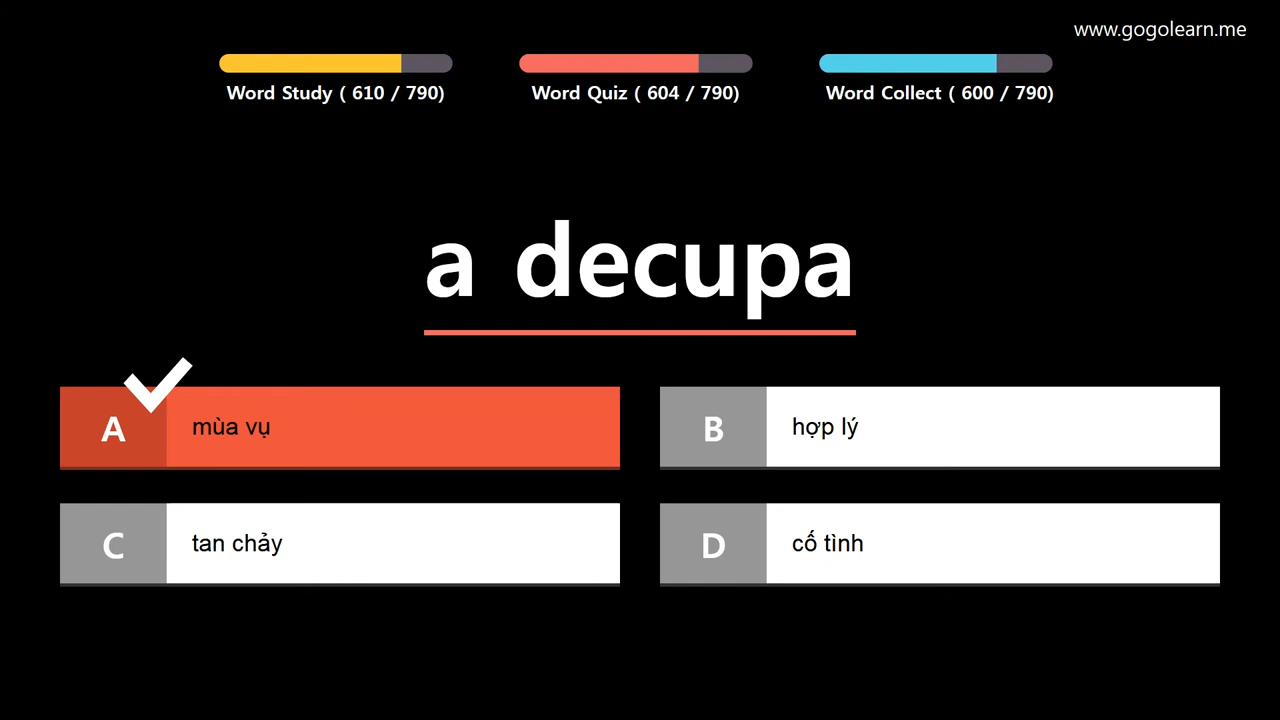 www.gogolearn.me
Word Study ( 610 / 790)
Word Quiz ( 604 / 790)
Word Collect ( 600 / 790)
a decupa
A
mùa vụ
B
hợp lý
C
tan chảy
D
cố tình